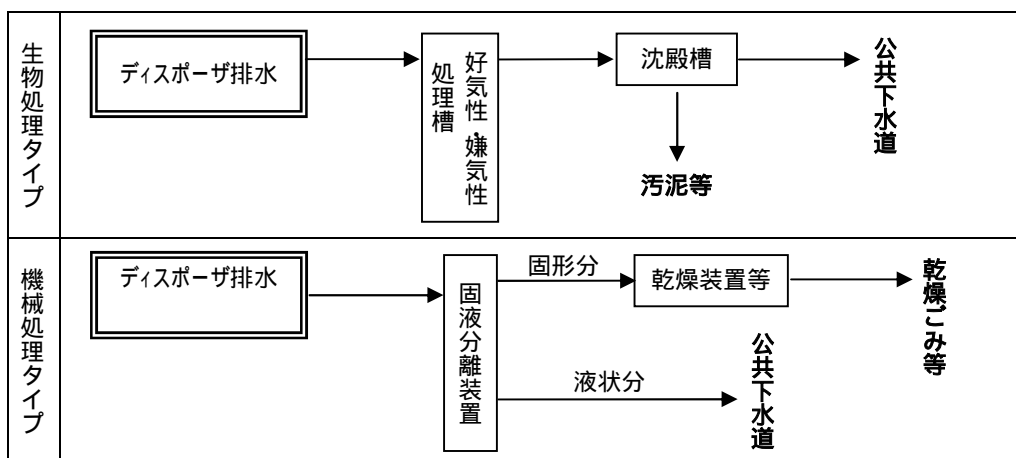 生物処理タイプ
ディスポーザ排水
好気性・嫌気性
処理槽
沈殿槽
公共下水道
汚泥等
機械処理タイプ
ディスポーザ排水
固液分離装置
固形分
乾燥装置等
乾燥ごみ等
液状分
公共下水道